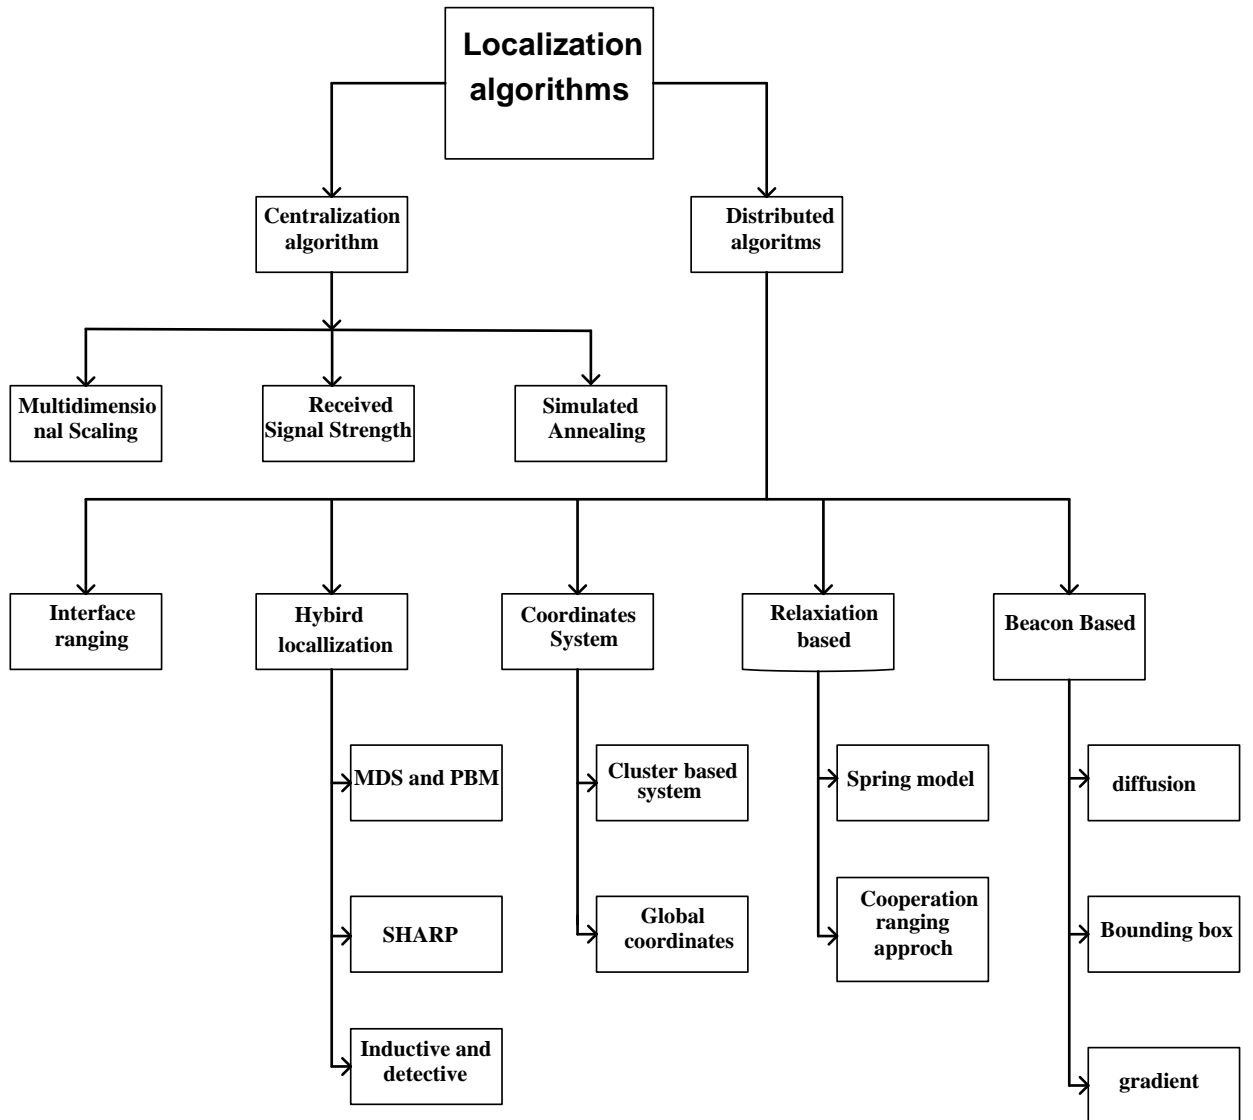 Localization
algorithms
Centralization
algorithm
Distributed
algoritms
Multidimensio
nal Scaling
Received
Signal Strength
Simulated
Annealing
Interface
ranging
Hybird
locallization
Coordinates
System
Relaxiation
based
Beacon Based
MDS and PBM
Cluster based
system
Spring model
diffusion
SHARP
Global
coordinates
Cooperation
ranging
approch
Bounding box
Inductive and
detective
gradient